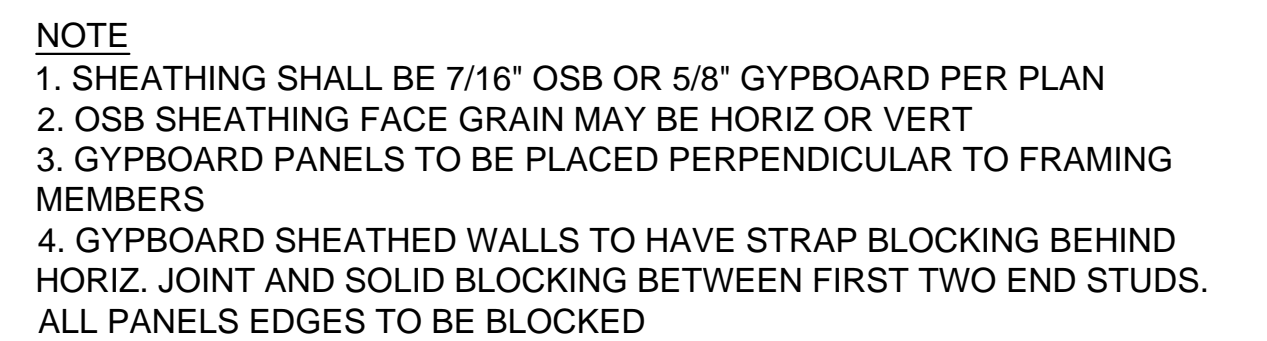 NOTE
1. SHEATHING SHALL BE 7/16" OSB OR 5/8" GYPBOARD PER PLAN
2. OSB SHEATHING FACE GRAIN MAY BE HORIZ OR VERT
3. GYPBOARD PANELS TO BE PLACED PERPENDICULAR TO FRAMING
MEMBERS
4. GYPBOARD SHEATHED WALLS TO HAVE STRAP BLOCKING BEHIND
HORIZ. JOINT AND SOLID BLOCKING BETWEEN FIRST TWO END STUDS.
ALL PANELS EDGES TO BE BLOCKED